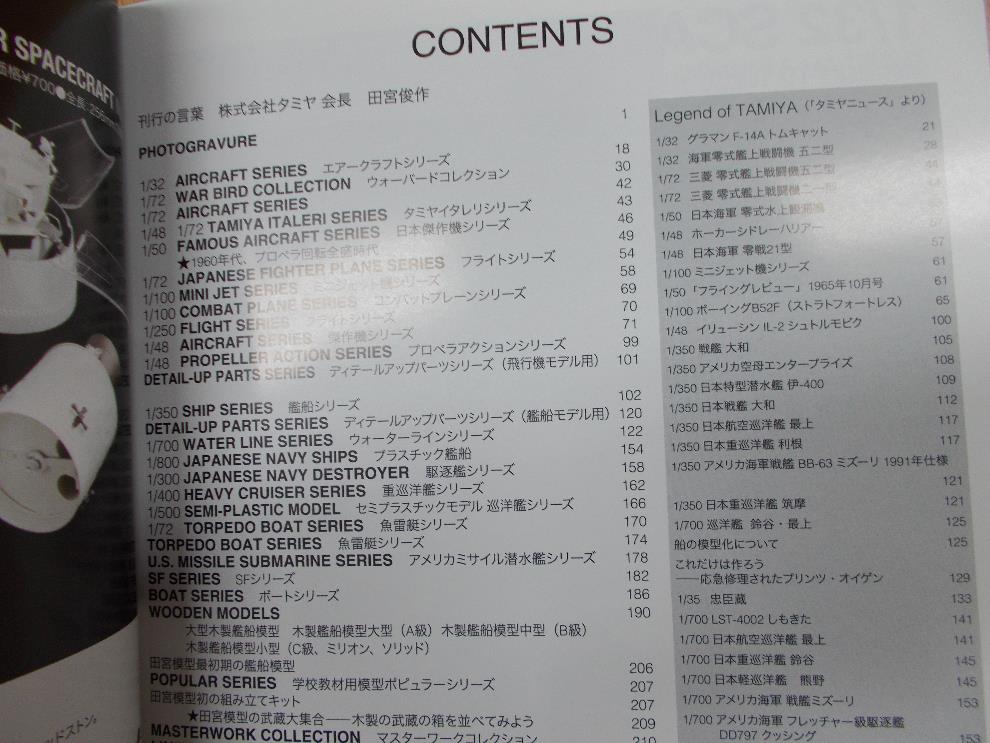 R SPACECRAFT
価格¥700●全長:256mm
ッドストン。
CONTENTS
刊行の言葉 株式会社タミヤ 会長 田宮俊作 1
PHOTOGRAVURE
1/32 AIRCRAFT SERIES エアークラフトシリーズ 18
1/72 WAR BIRD COLLECTION ウォーバードコレクション 30
1/72 AIRCRAFT SERIES 42
1/48 1/72 TAMIYA ITALERI SERIES タミヤイタレリシリーズ 43
1/50 FAMOUS AIRCRAFT SERIES 日本傑作機シリーズ 46
★1960年代、プロペラ回転全盛時代 49
1/72 JAPANESE FIGHTER PLANE SERIES フライトシリーズ 54
1/100 MINI JET SERIES ミニジェット機シリーズ 58
1/100 COMBAT PLANE SERIES コンバットプレーンシリーズ 69
1/250 FLIGHT SERIES フライトシリーズ 70
1/48 AIRCRAFT SERIES 傑作機シリーズ 71
1/48 PROPELLER ACTION SERIES プロペラアクションシリーズ 99
DETAIL-UP PARTS SERIES ディテールアップパーツシリーズ（飛行機モデル用） 101
1/350 SHIP SERIES 艦船シリーズ 102
DETAIL-UP PARTS SERIES ディテールアップパーツシリーズ（艦船モデル用） 120
1/700 WATER LINE SERIES ウォーターラインシリーズ 122
1/800 JAPANESE NAVY SHIPS プラスチック艦船 154
1/300 JAPANESE NAVY DESTROYER 駆逐艦シリーズ 158
1/400 HEAVY CRUISER SERIES 重巡洋艦シリーズ 162
1/500 SEMI-PLASTIC MODEL セミプラスチックモデル 巡洋艦シリーズ 166
1/72 TORPEDO BOAT SERIES 魚雷艇シリーズ 170
TORPEDO BOAT SERIES 魚雷艇シリーズ 174
U.S. MISSILE SUBMARINE SERIES アメリカミサイル潜水艦シリーズ 178
SF SERIES SFシリーズ 182
BOAT SERIES ボートシリーズ 186
WOODEN MODELS 190
大型木製艦船模型 木製艦船模型大型（A級）木製艦船模型中型（B級）
木製艦船模型小型（C級、ミリオン、ソリッド）
田宮模型最初期の艦船模型 206
POPULAR SERIES 学校教材用模型ポピュラーシリーズ 207
田宮模型初の組み立てキット 207
★田宮模型の武蔵大集合——木製の武蔵の箱を並べてみよう 209
MASTERWORK COLLECTION マスターワークコレクション 210
Legend of TAMIYA（「タミヤニュース」より）
1/32 グラマン F-14A トムキャット 21
1/32 海軍零式艦上戦闘機 五二型 28
1/72 三菱 零式艦上戦闘機五二型 44
1/72 三菱 零式艦上戦闘機二一型
1/50 日本海軍 零式水上観測機
1/48 ホーカーシドレーハリアー 57
1/48 日本海軍 零戦21型 57
1/100 ミニジェット機シリーズ 61
1/50「フライングレビュー」1965年10月号 61
1/100 ボーイングB52F（ストラトフォートレス） 65
1/48 イリューシン IL-2 シュトルモビク 100
1/350 戦艦 大和 105
1/350 アメリカ空母エンタープライズ 108
1/350 日本特型潜水艦 伊-400 109
1/350 日本戦艦 大和 112
1/350 日本航空巡洋艦 最上 117
1/350 日本重巡洋艦 利根 117
1/350 アメリカ海軍戦艦 BB-63 ミズーリ 1991年仕様
121
1/350 日本重巡洋艦 筑摩 121
1/700 巡洋艦 鈴谷・最上 125
船の模型化について 125
これだけは作ろう
——応急修理されたプリンツ・オイゲン 129
1/35 忠臣蔵 133
1/700 LST-4002 しもきた 141
1/700 日本航空巡洋艦 最上 141
1/700 日本重巡洋艦 鈴谷 145
1/700 日本軽巡洋艦 熊野 145
1/700 アメリカ海軍 戦艦ミズーリ 153
1/700 アメリカ海軍 フレッチャー級駆逐艦
DD797 クッシング 153